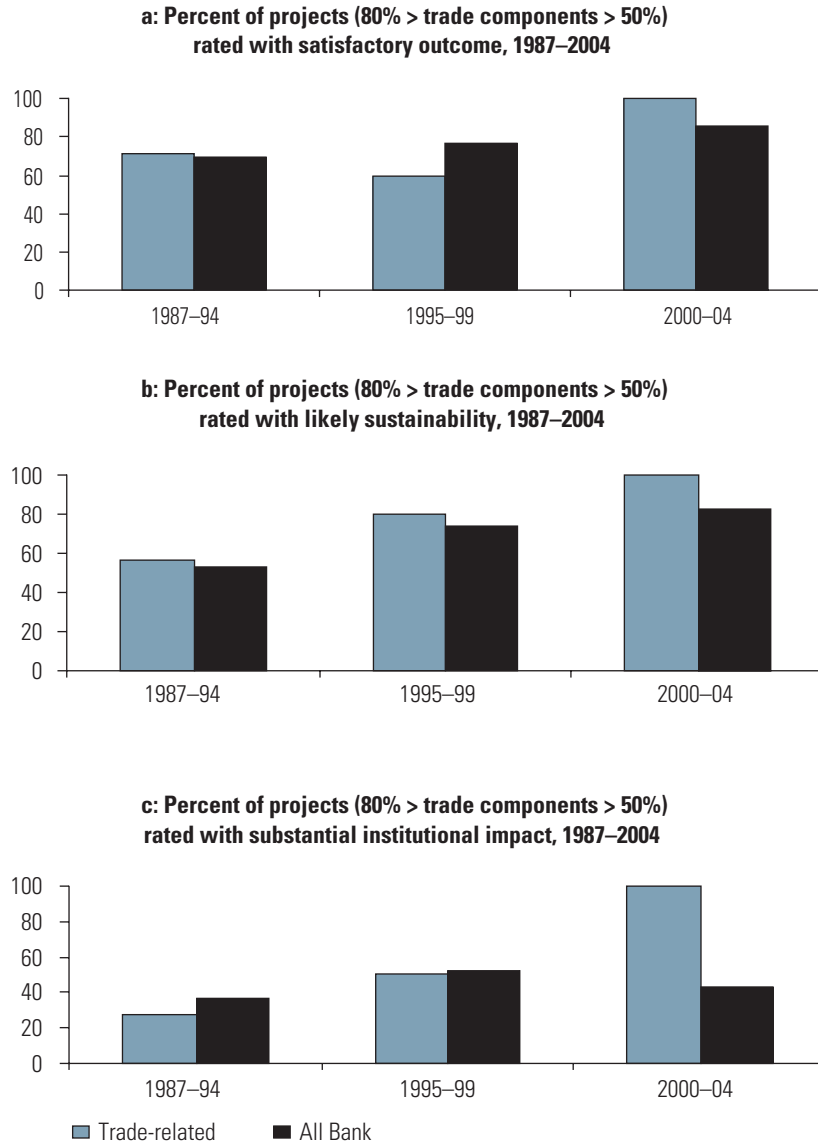 a: Percent of projects (80% > trade components > 50%)
rated with satisfactory outcome, 1987–2004
100
80
60
40
20
0
1987–94 1995–99 2000–04
b: Percent of projects (80% > trade components > 50%)
rated with likely sustainability, 1987–2004
100
80
60
40
20
0
1987–94 1995–99 2000–04
c: Percent of projects (80% > trade components > 50%)
rated with substantial institutional impact, 1987–2004
100
80
60
40
20
0
1987–94 1995–99 2000–04
Trade-related All Bank